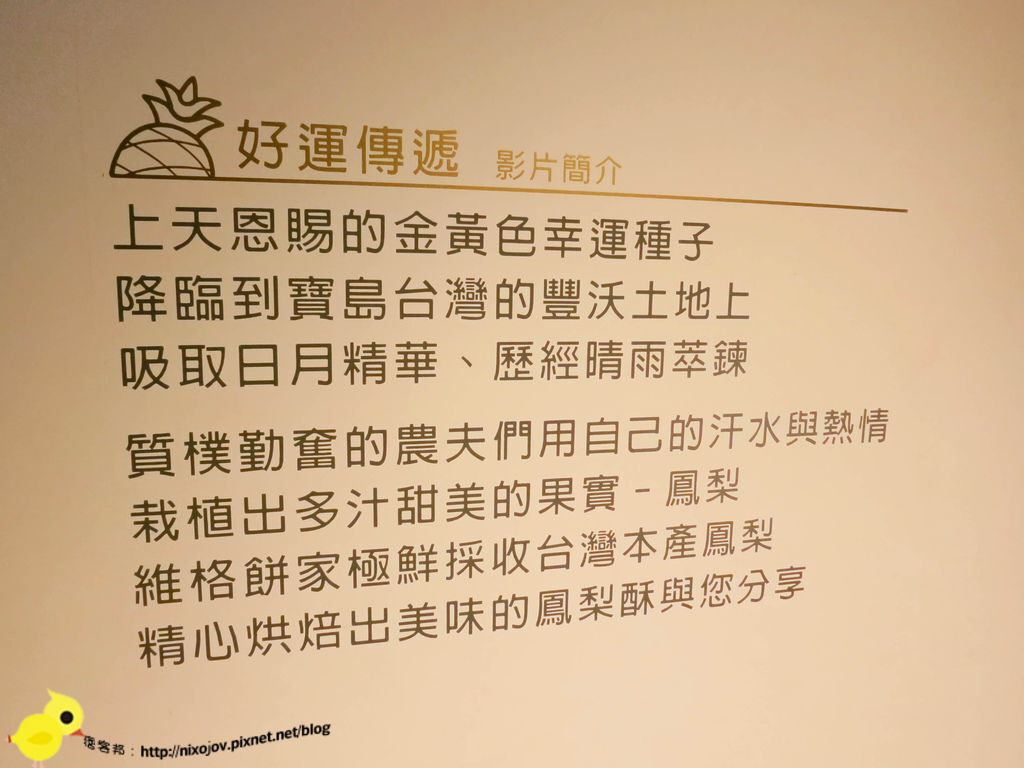 好運傳遞 影片簡介
上天恩賜的金黃色幸運種子
降臨到寶島台灣的豐沃土地上
吸取日月精華、歷經晴雨萃鍊
質樸勤奮的農夫們用自己的汗水與熱情
栽植出多汁甜美的果實－鳳梨
維格餅家極鮮採收台灣本產鳳梨
精心烘焙出美味的鳳梨酥與您分享
痞客邦：http://nixojov.pixnet.net/blog